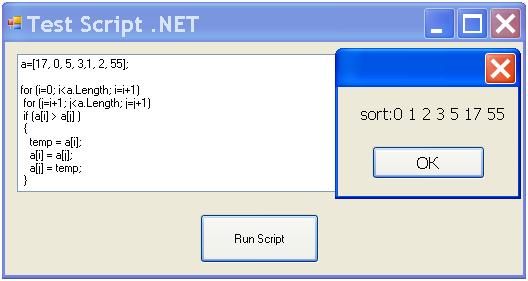 Test Script .NET
a=[17, 0, 5, 3,1, 2, 55];
for (i=0; i<a.Length; i=i+1)
for (j=i+1; j<a.Length; j=j+1)
if (a[i] > a[j] )
{
temp = a[i];
a[i] = a[j];
a[j] = temp;
}
sort:0 1 2 3 5 17 55
OK
Run Script